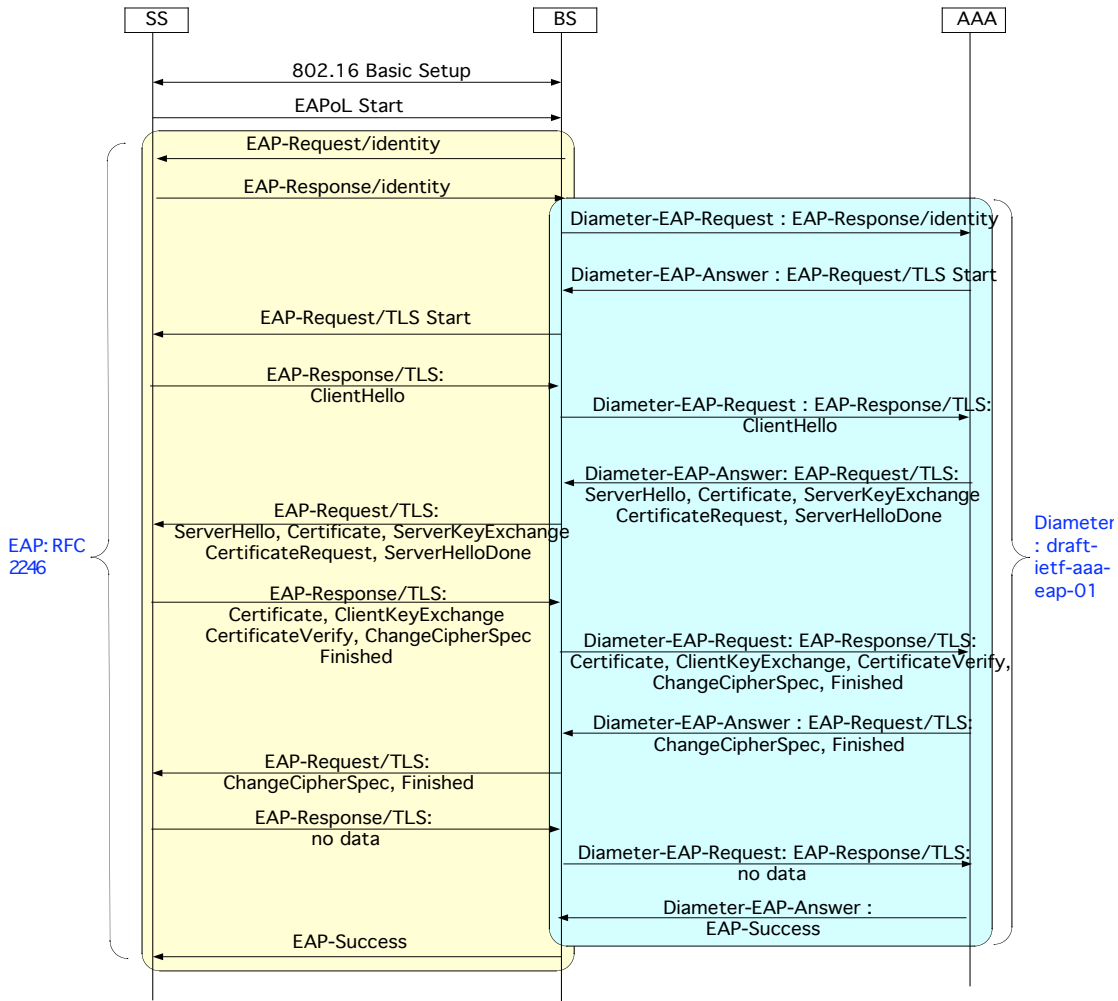 SS
BS
AAA
802.16 Basic Setup
EAPoL Start
EAP-Request/identity
EAP-Response/identity
Diameter-EAP-Request : EAP-Response/identity
Diameter-EAP-Answer : EAP-Request/TLS Start
EAP-Request/TLS Start
EAP-Response/TLS:
ClientHello
Diameter-EAP-Request : EAP-Response/TLS:
ClientHello
Diameter-EAP-Answer: EAP-Request/TLS:
ServerHello, Certificate, ServerKeyExchange
CertificateRequest, ServerHelloDone
EAP-Request/TLS:
ServerHello, Certificate, ServerKeyExchange
CertificateRequest, ServerHelloDone
EAP: RFC
2246
Diameter
: draft-
ietf-aaa-
eap-01
EAP-Response/TLS:
Certificate, ClientKeyExchange
CertificateVerify, ChangeCipherSpec
Finished
Diameter-EAP-Request: EAP-Response/TLS:
Certificate, ClientKeyExchange, CertificateVerify,
ChangeCipherSpec, Finished
Diameter-EAP-Answer : EAP-Request/TLS:
ChangeCipherSpec, Finished
EAP-Request/TLS:
ChangeCipherSpec, Finished
EAP-Response/TLS:
no data
Diameter-EAP-Request: EAP-Response/TLS:
no data
Diameter-EAP-Answer :
EAP-Success
EAP-Success